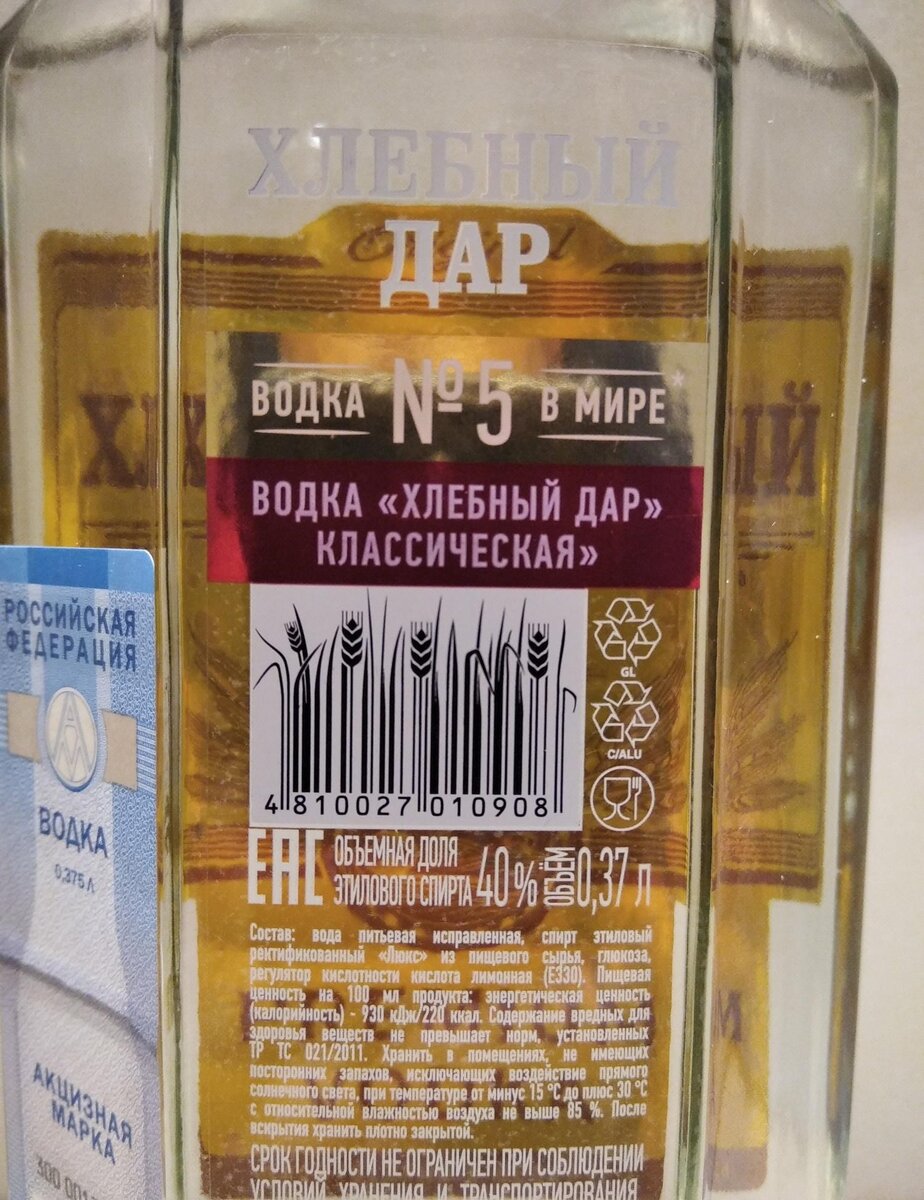 ХЛЕБНЫЙ
ДАР
ВОДКА №5 В МИРЕ*
ВОДКА «ХЛЕБНЫЙ ДАР»
КЛАССИЧЕСКАЯ»
GL
C/ALU
4 810027 010908
ЕАС ОБЪЕМНАЯ ДОЛЯ
ЭТИЛОВОГО СПИРТА 40% ОБЪЁМ 0,37 л
Состав: вода питьевая исправленная, спирт этиловый
ректификованный «Люкс» из пищевого сырья, глюкоза,
регулятор кислотности кислота лимонная (Е330). Пищевая
ценность на 100 мл продукта: энергетическая ценность
(калорийность) - 930 кДж/220 ккал. Содержание вредных для
здоровья веществ не превышает норм, установленных
ТР ТС 021/2011. Хранить в помещениях, не имеющих
посторонних запахов, исключающих воздействие прямого
солнечного света, при температуре от минус 15 °С до плюс 30 °С
с относительной влажностью воздуха не выше 85 %. После
вскрытия хранить плотно закрытой.
СРОК ГОДНОСТИ НЕ ОГРАНИЧЕН ПРИ СОБЛЮДЕНИИ
УСЛОВИЙ ХРАНЕНИЯ И ТРАНСПОРТИРОВАНИЯ
РОССИЙСКАЯ
ФЕДЕРАЦИЯ
ВОДКА
0,375 Л
АКЦИЗНАЯ
МАРКА